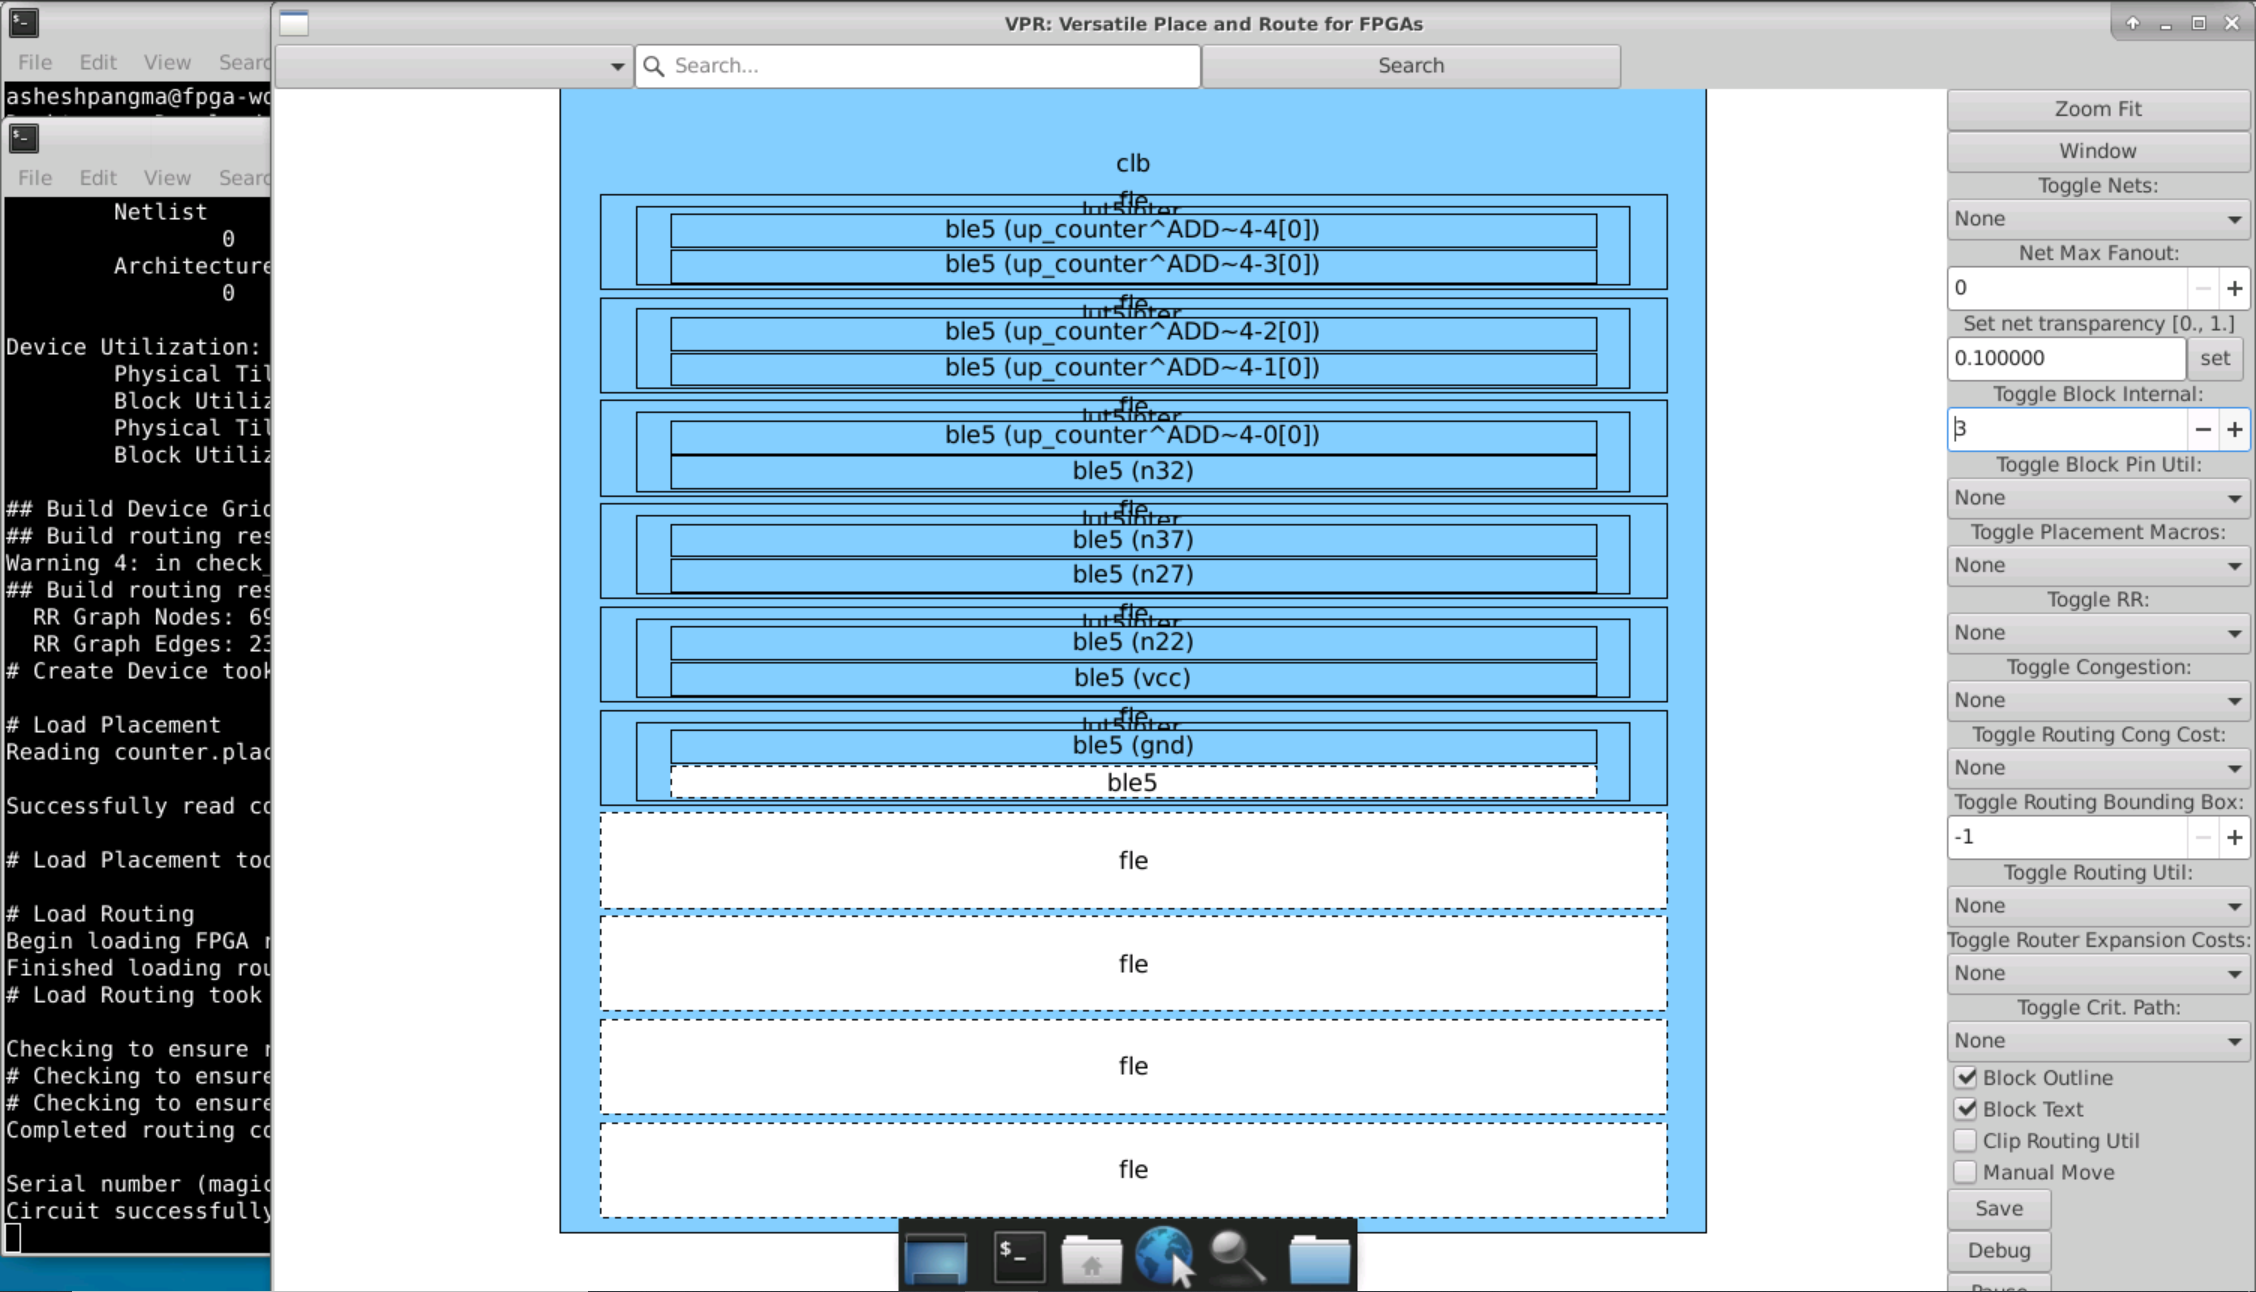 VPR: Versatile Place and Route for FPGAs
File Edit View Searc
asheshpangma@fpga-wo
File Edit View Searc
Netlist
0
Architecture
0
Device Utilization:
Physical Til
Block Utiliz
Physical Til
Block Utiliz
## Build Device Grid
## Build routing res
Warning 4: in check_
## Build routing res
RR Graph Nodes: 69
RR Graph Edges: 23
# Create Device took
# Load Placement
Reading counter.plac
Successfully read co
# Load Placement too
# Load Routing
Begin loading FPGA r
Finished loading rou
# Load Routing took
Checking to ensure r
# Checking to ensure
# Checking to ensure
Completed routing co
Serial number (magic
Circuit successfully
Search...
Search
clb
fle
ble5 (up_counter^ADD~4-4[0])
ble5 (up_counter^ADD~4-3[0])
fle
ble5 (up_counter^ADD~4-2[0])
ble5 (up_counter^ADD~4-1[0])
fle
ble5 (up_counter^ADD~4-0[0])
ble5 (n32)
fle
ble5 (n37)
ble5 (n27)
fle
ble5 (n22)
ble5 (vcc)
fle
ble5 (gnd)
ble5
fle
fle
fle
fle
Zoom Fit
Window
Toggle Nets:
None
Net Max Fanout:
0
Set net transparency [0., 1.]
0.100000 set
Toggle Block Internal:
3
Toggle Block Pin Util:
None
Toggle Placement Macros:
None
Toggle RR:
None
Toggle Congestion:
None
Toggle Routing Cong Cost:
None
Toggle Routing Bounding Box:
-1
Toggle Routing Util:
None
Toggle Router Expansion Costs:
None
Toggle Crit. Path:
None
Block Outline
Block Text
Clip Routing Util
Manual Move
Save
Debug